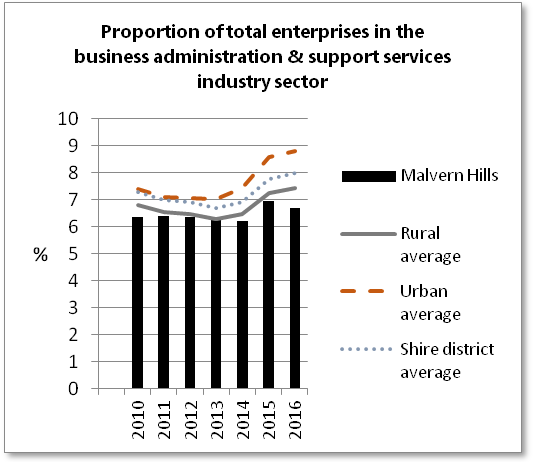 Proportion of total enterprises in the
business administration & support services
industry sector
10
9
8
7
6
5
4
3
2
1
0
%
2010
2011
2012
2013
2014
2015
2016
Malvern Hills
Rural
average
Urban
average
Shire district
average